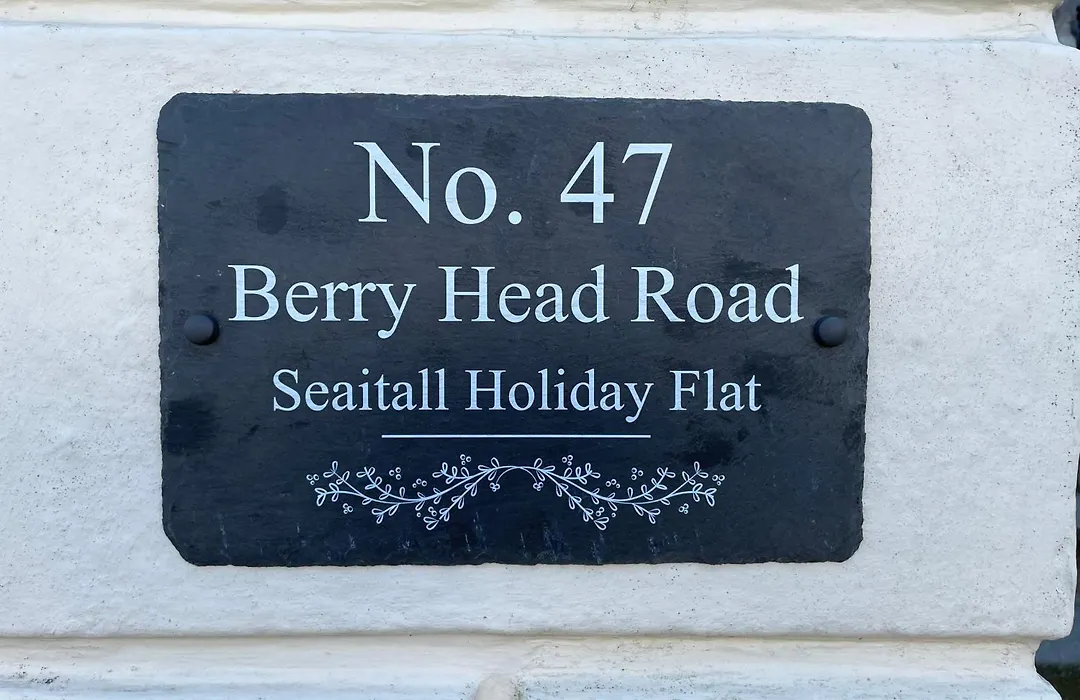 No. 47
Berry Head Road
Seaitall Holiday Flat